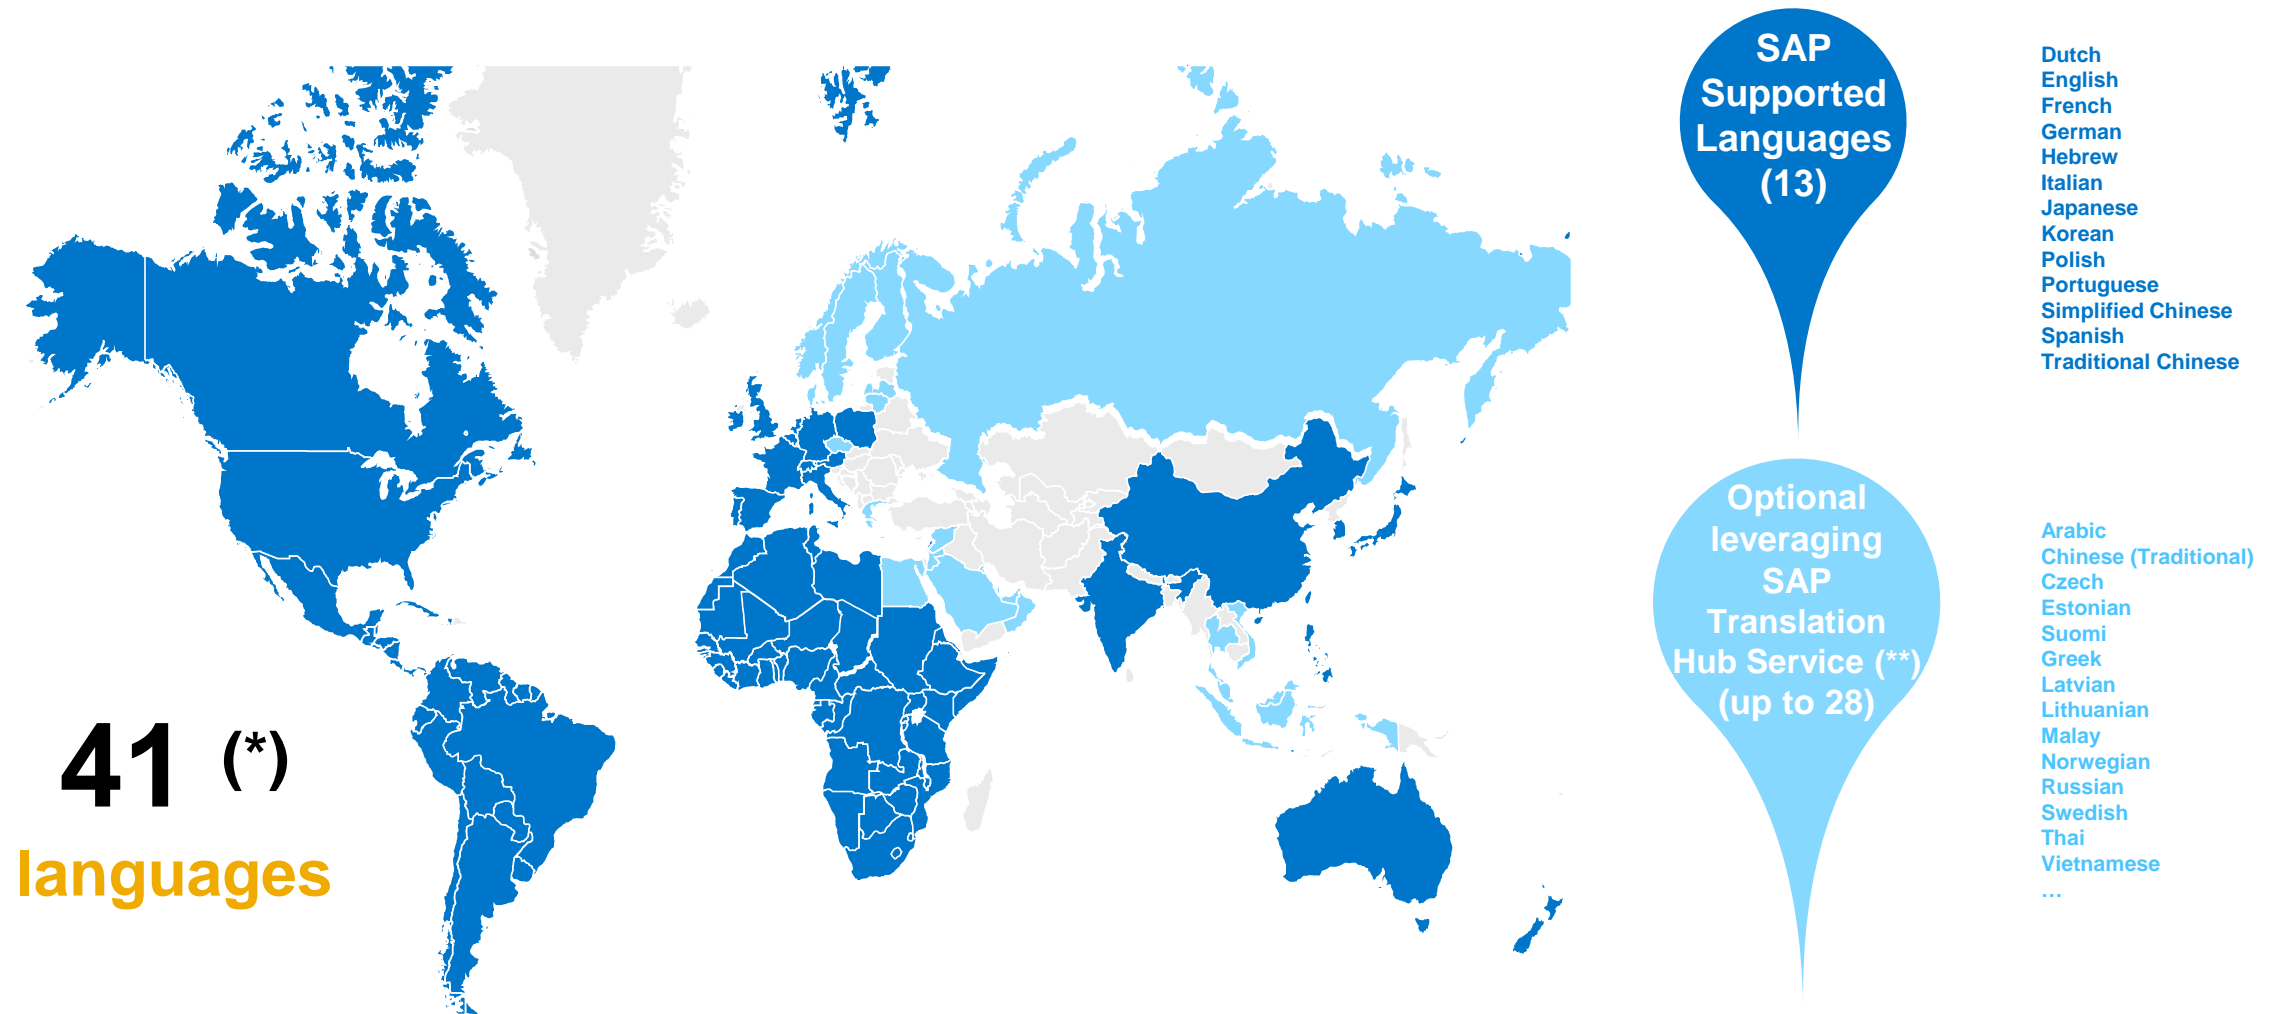 41 (*)
languages
SAP
Supported
Languages
(13)
Dutch
English
French
German
Hebrew
Italian
Japanese
Korean
Polish
Portuguese
Simplified Chinese
Spanish
Traditional Chinese
Optional
leveraging
SAP
Translation
Hub Service (**)
(up to 28)
Arabic
Chinese (Traditional)
Czech
Estonian
Suomi
Greek
Latvian
Lithuanian
Malay
Norwegian
Russian
Swedish
Thai
Vietnamese
…